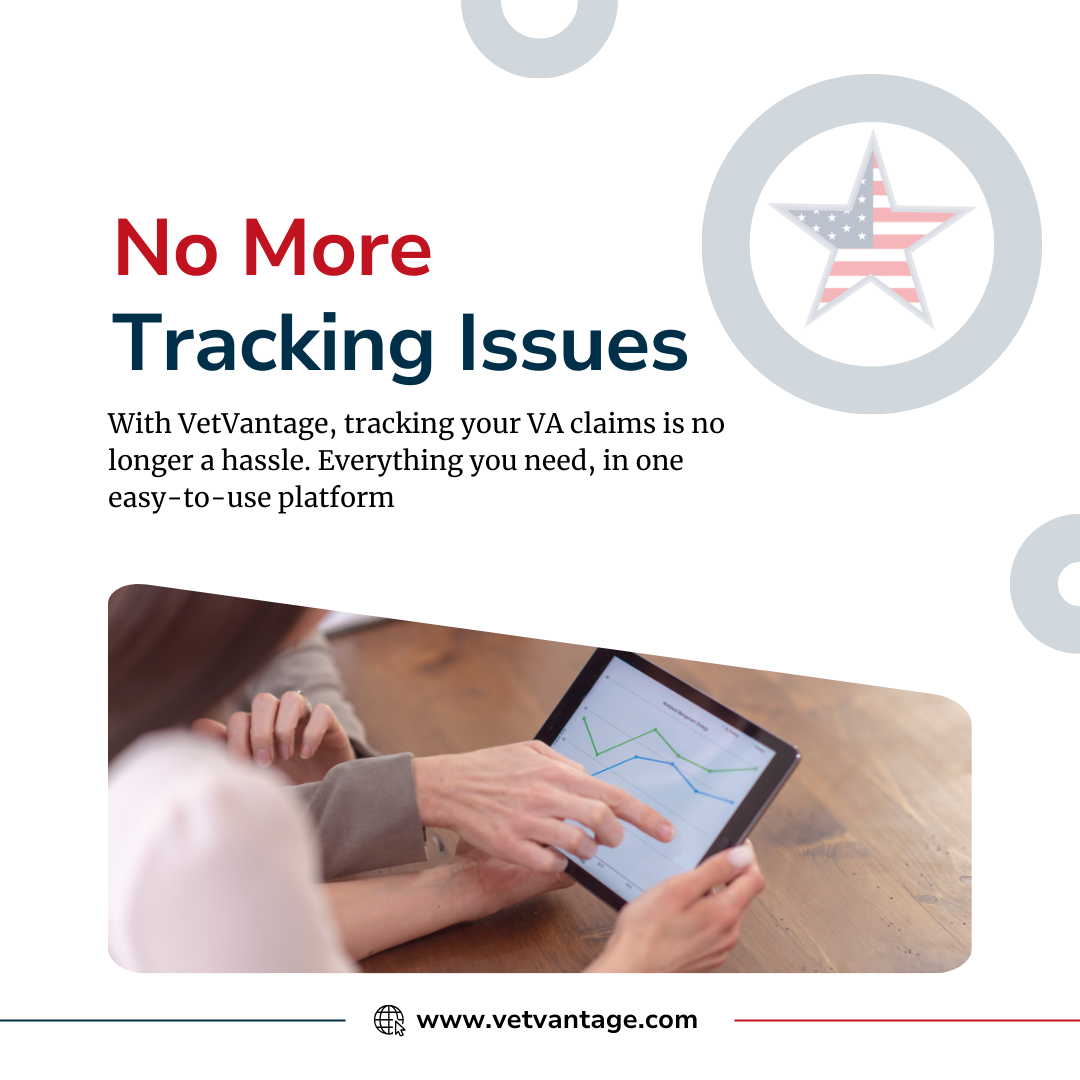 No More
Tracking Issues
With VetVantage, tracking your VA claims is no
longer a hassle. Everything you need, in one
easy-to-use platform
www.vetvantage.com